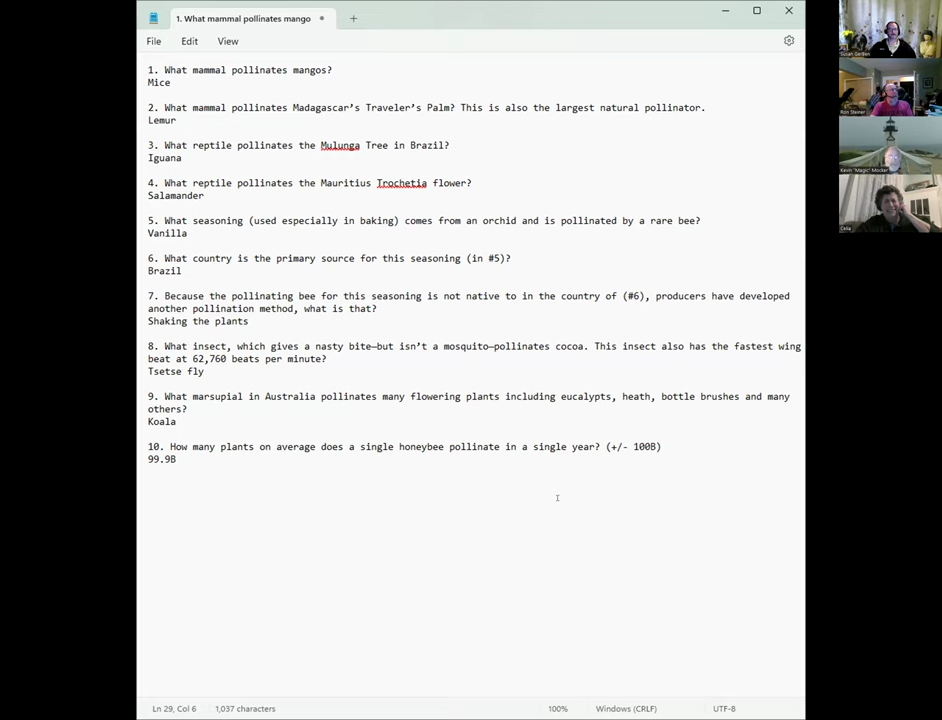 1. What mammal pollinates mango
File Edit View
1. What mammal pollinates mangos?
Mice
2. What mammal pollinates Madagascar’s Traveler’s Palm? This is also the largest natural pollinator.
Lemur
3. What reptile pollinates the Mulunga Tree in Brazil?
Iguana
4. What reptile pollinates the Mauritius Trochetia flower?
Salamander
5. What seasoning (used especially in baking) comes from an orchid and is pollinated by a rare bee?
Vanilla
6. What country is the primary source for this seasoning (in #5)?
Brazil
7. Because the pollinating bee for this seasoning is not native to in the country of (#6), producers have developed
another pollination method, what is that?
Shaking the plants
8. What insect, which gives a nasty bite—but isn’t a mosquito—pollinates cocoa. This insect also has the fastest wing
beat at 62,760 beats per minute?
Tsetse fly
9. What marsupial in Australia pollinates many flowering plants including eucalypts, heath, bottle brushes and many
others?
Koala
10. How many plants on average does a single honeybee pollinate in a single year? (+/- 100B)
99.9B
Ln 29, Col 6 1,037 characters 100% Windows (CRLF) UTF-8
Susan Gerson
Ron Steiner
Kevin "Magic" Mocker
Celia